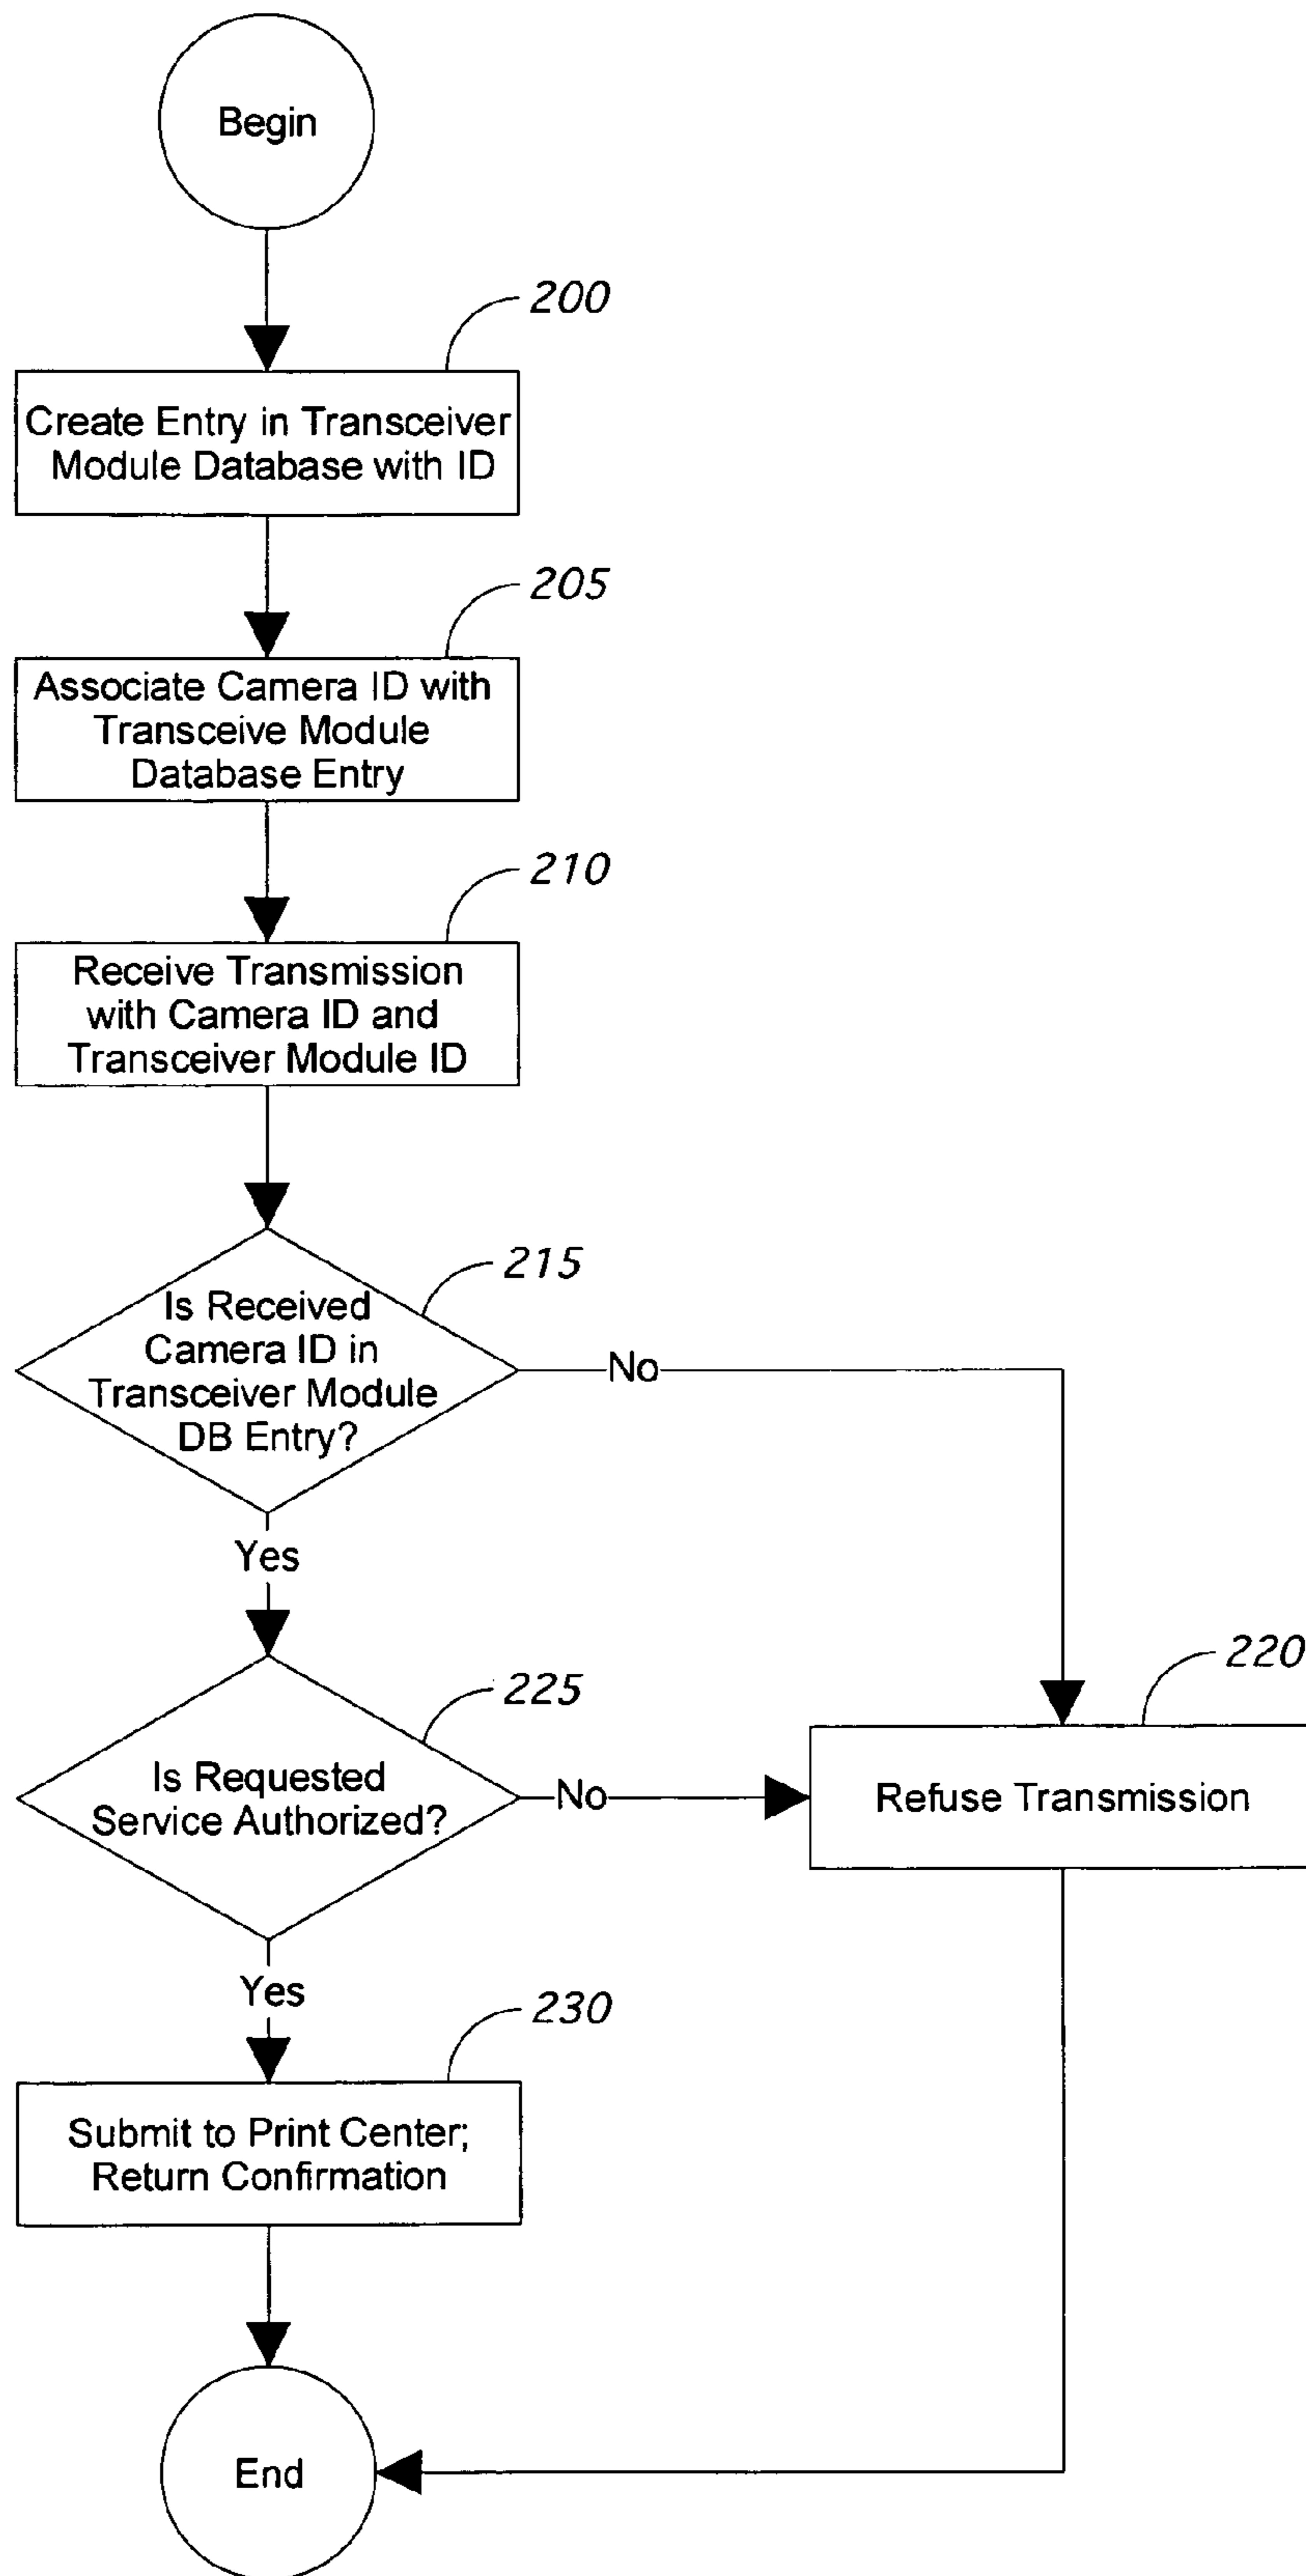 Begin
200
Create Entry in Transceiver
Module Database with ID
205
Associate Camera ID with
Transceive Module
Database Entry
210
Receive Transmission
with Camera ID and
Transceiver Module ID
215
Is Received
Camera ID in
Transceiver Module
DB Entry?
No
Yes
220
225
Is Requested
Service Authorized?
No
Refuse Transmission
Yes
230
Submit to Print Center;
Return Confirmation
End